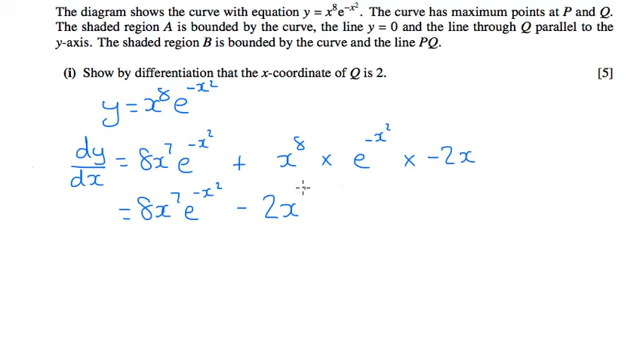 The diagram shows the curve with equation y = x⁸e^(−x²). The curve has maximum points at P and Q.
The shaded region A is bounded by the curve, the line y = 0 and the line through Q parallel to the
y-axis. The shaded region B is bounded by the curve and the line PQ.
(i) Show by differentiation that the x-coordinate of Q is 2. [5]
y = x⁸ e^(−x²)
dy/dx = 8x⁷ e^(−x²) + x⁸ × e^(−x²) × −2x
= 8x⁷ e^(−x²) − 2x